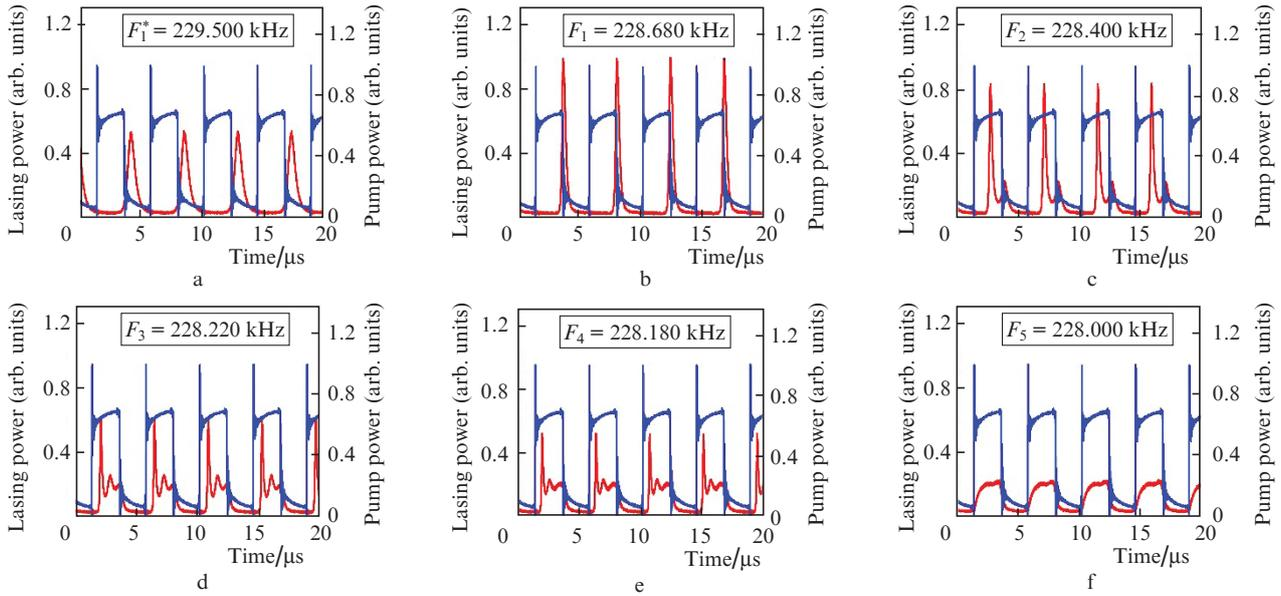 Lasing power (arb. units)
1.2
0.8
0.4
F₁* = 229.500 kHz
1.2
0.8
0.4
0
Pump power (arb. units)
0 5 10 15 20
Time/μs
a
Lasing power (arb. units)
1.2
0.8
0.4
F₁ = 228.680 kHz
1.2
0.8
0.4
0
Pump power (arb. units)
0 5 10 15 20
Time/μs
b
Lasing power (arb. units)
1.2
0.8
0.4
F₂ = 228.400 kHz
1.2
0.8
0.4
0
Pump power (arb. units)
0 5 10 15 20
Time/μs
c
Lasing power (arb. units)
1.2
0.8
0.4
F₃ = 228.220 kHz
1.2
0.8
0.4
0
Pump power (arb. units)
0 5 10 15 20
Time/μs
d
Lasing power (arb. units)
1.2
0.8
0.4
F₄ = 228.180 kHz
1.2
0.8
0.4
0
Pump power (arb. units)
0 5 10 15 20
Time/μs
e
Lasing power (arb. units)
1.2
0.8
0.4
F₅ = 228.000 kHz
1.2
0.8
0.4
0
Pump power (arb. units)
0 5 10 15 20
Time/μs
f